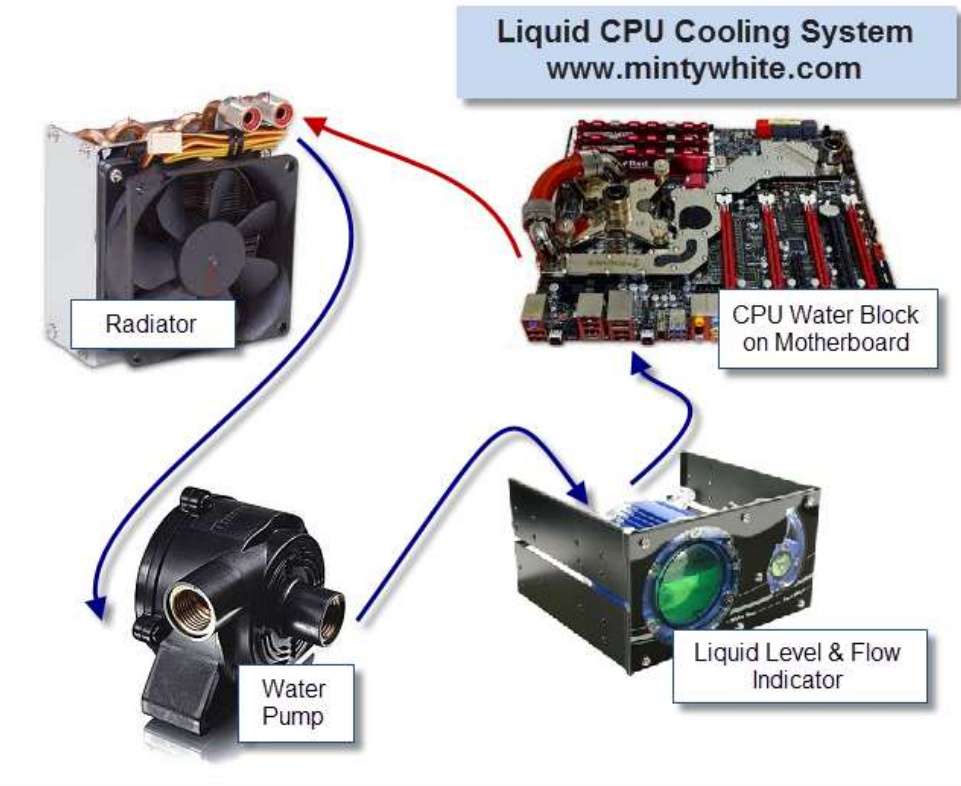 Liquid CPU Cooling System
www.mintywhite.com
Radiator
CPU Water Block
on Motherboard
Water
Pump
Liquid Level & Flow
Indicator